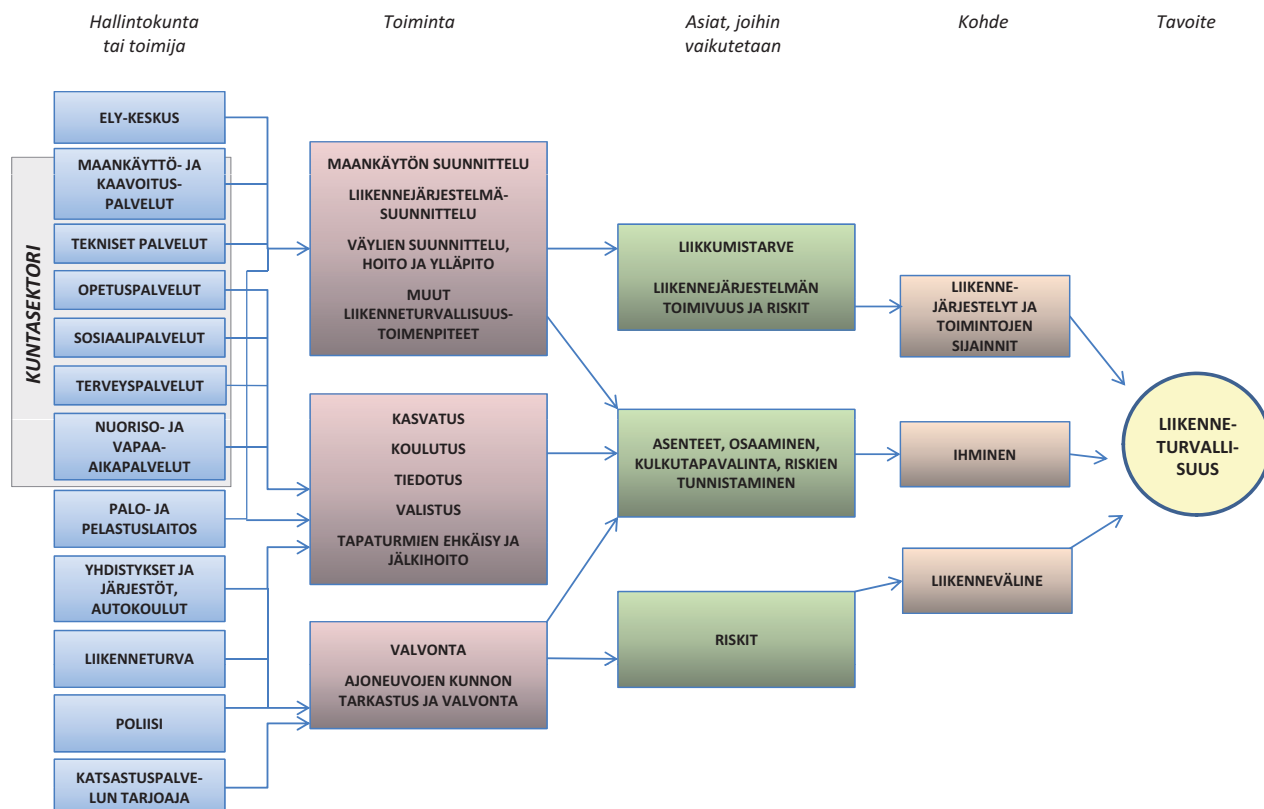 Hallintokunta
tai toimija
Toiminta
Asiat, joihin
vaikutetaan
Kohde
Tavoite
KUNTASEKTORI
ELY-KESKUS
MAANKÄYTTÖ- JA
KAAVOITUS-
PALVELUT
TEKNISET PALVELUT
OPETUSPALVELUT
SOSIAALIPALVELUT
TERVEYSPALVELUT
NUORISO- JA
VAPAA-
AIKAPALVELUT
PALO- JA
PELASTUSLAITOS
YHDISTYKSET JA
JÄRJESTÖT,
AUTOKOULUT
LIIKENNETURVA
POLIISI
KATSASTUSPALVE-
LUN TARJOAJA
MAANKÄYTÖN SUUNNITTELU
LIIKENNEJÄRJESTELMÄ-
SUUNNITTELU
VÄYLIEN SUUNNITTELU,
HOITO JA YLLÄPITO
MUUT
LIIKENNETURVALLISUUS-
TOIMENPITEET
KASVATUS
KOULUTUS
TIEDOTUS
VALISTUS
TAPATURMIEN EHKÄISY JA
JÄLKIHOITO
VALVONTA
AJONEUVOJEN KUNNON
TARKASTUS JA VALVONTA
LIIKKUMISTARVE
LIIKENNEJÄRJESTELMÄN
TOIMIVUUS JA RISKIT
ASENTEET, OSAAMINEN,
KULKUTAPAVALINTA, RISKIEN
TUNNISTAMINEN
RISKIT
LIIKENNE-
JÄRJESTELYT JA
TOIMINTOJEN
SIJAINNIT
IHMINEN
LIIKENNEVÄLINE
LIIKENNE-
TURVALLI-
SUUS